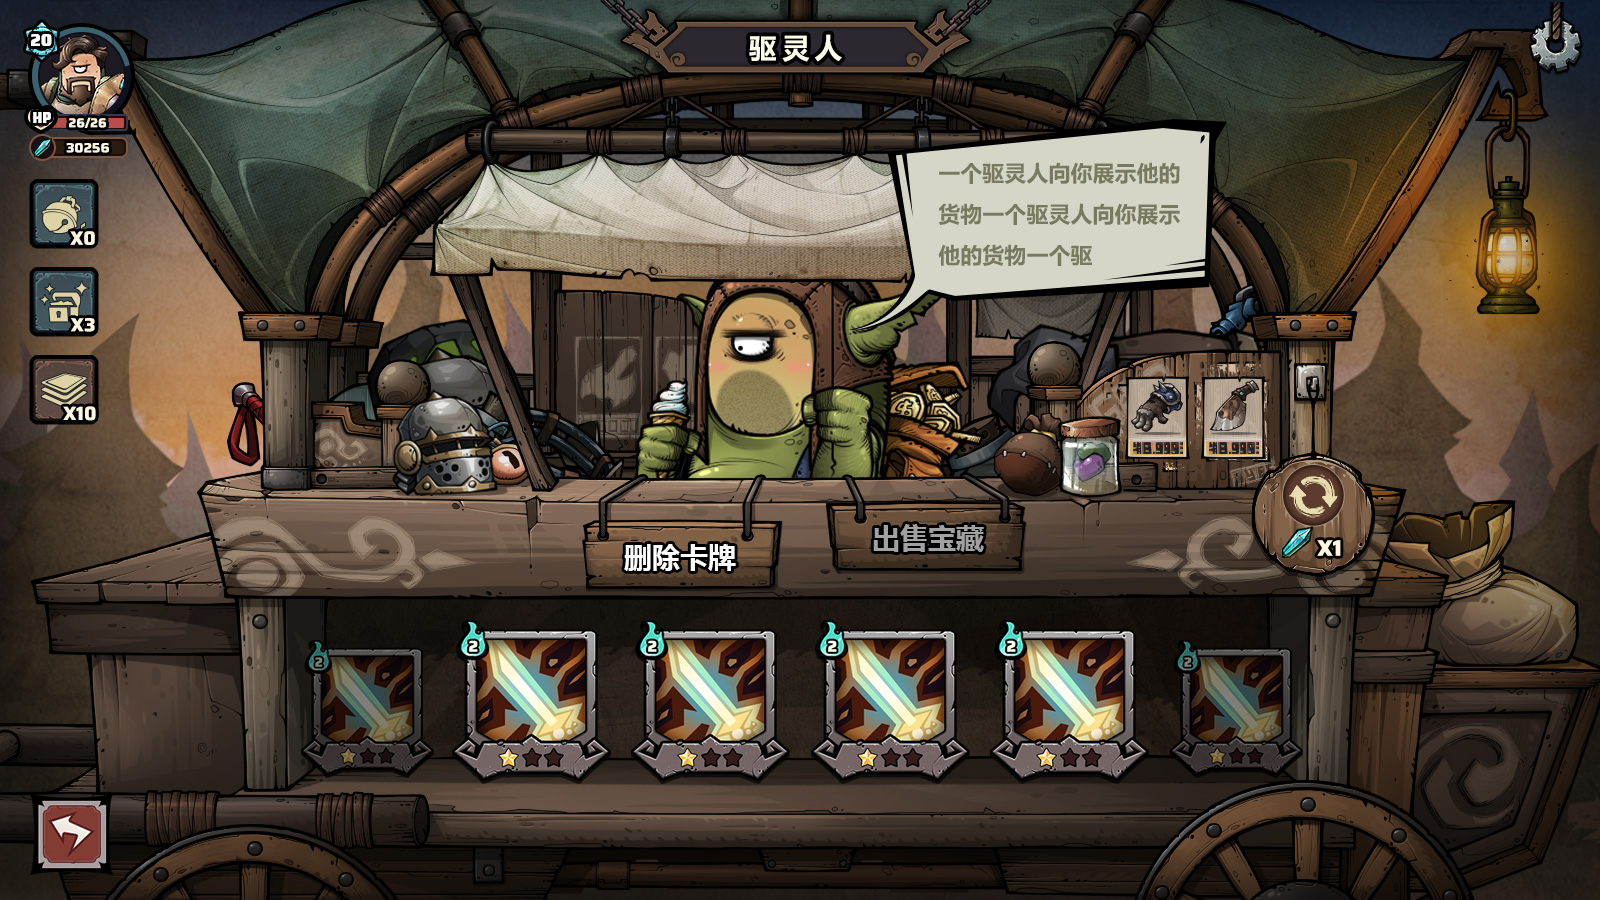 驱灵人
20
HP
26/26
30256
X0
X3
X10
一个驱灵人向你展示他的
货物一个驱灵人向你展示
他的货物一个驱
删除卡牌
出售宝藏
X1
2
2
2
2
2
2